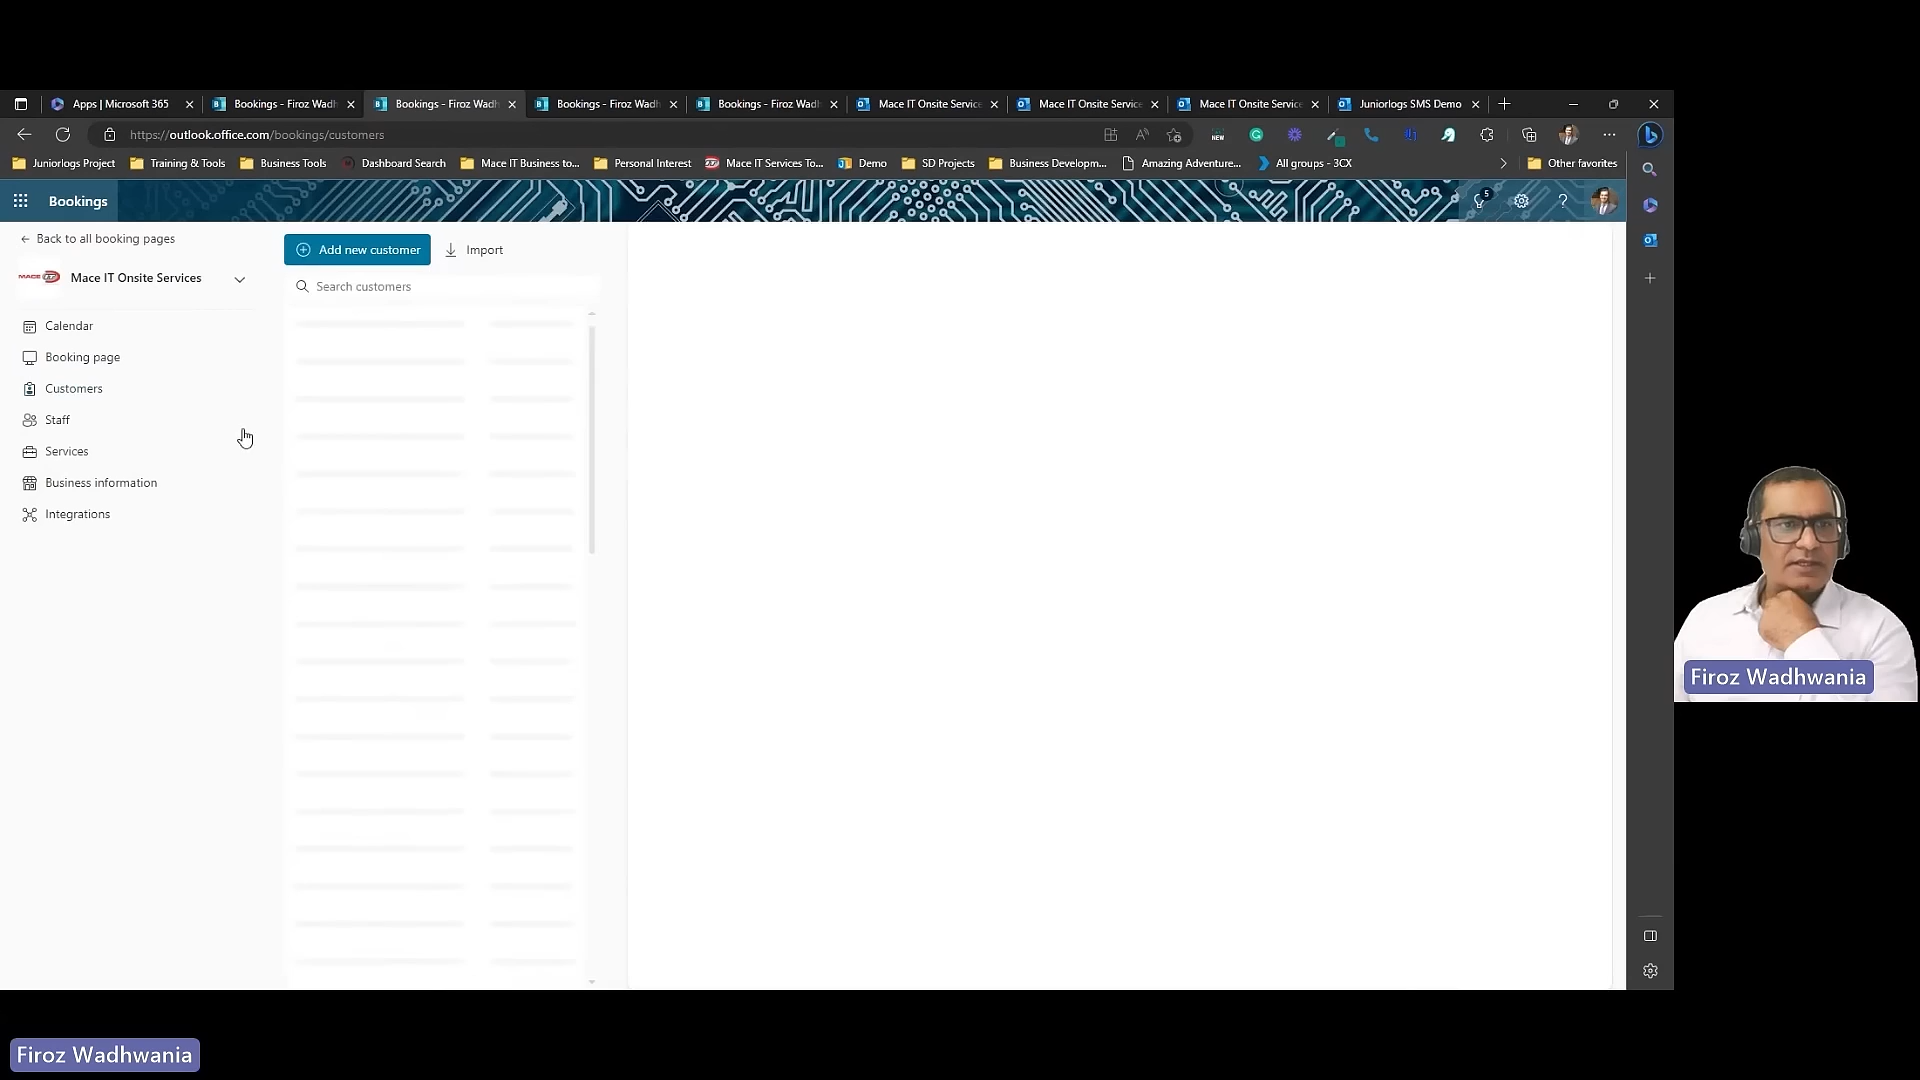 Apps | Microsoft 365
Bookings - Firoz Wadh
Bookings - Firoz Wadh
Bookings - Firoz Wadh
Bookings - Firoz Wadh
Mace IT Onsite Service
Mace IT Onsite Service
Mace IT Onsite Service
Juniorlogs SMS Demo
https://outlook.office.com/bookings/customers
NEW
Juniorlogs Project
Training & Tools
Business Tools
Dashboard Search
Mace IT Business to...
Personal Interest
Mace IT Services To...
Demo
SD Projects
Business Developm...
Amazing Adventure...
All groups - 3CX
Other favorites
Bookings
5
Back to all booking pages
Add new customer
Import
MACE
Mace IT Onsite Services
Search customers
Calendar
Booking page
Customers
Staff
Services
Business information
Integrations
Firoz Wadhwania
Firoz Wadhwania